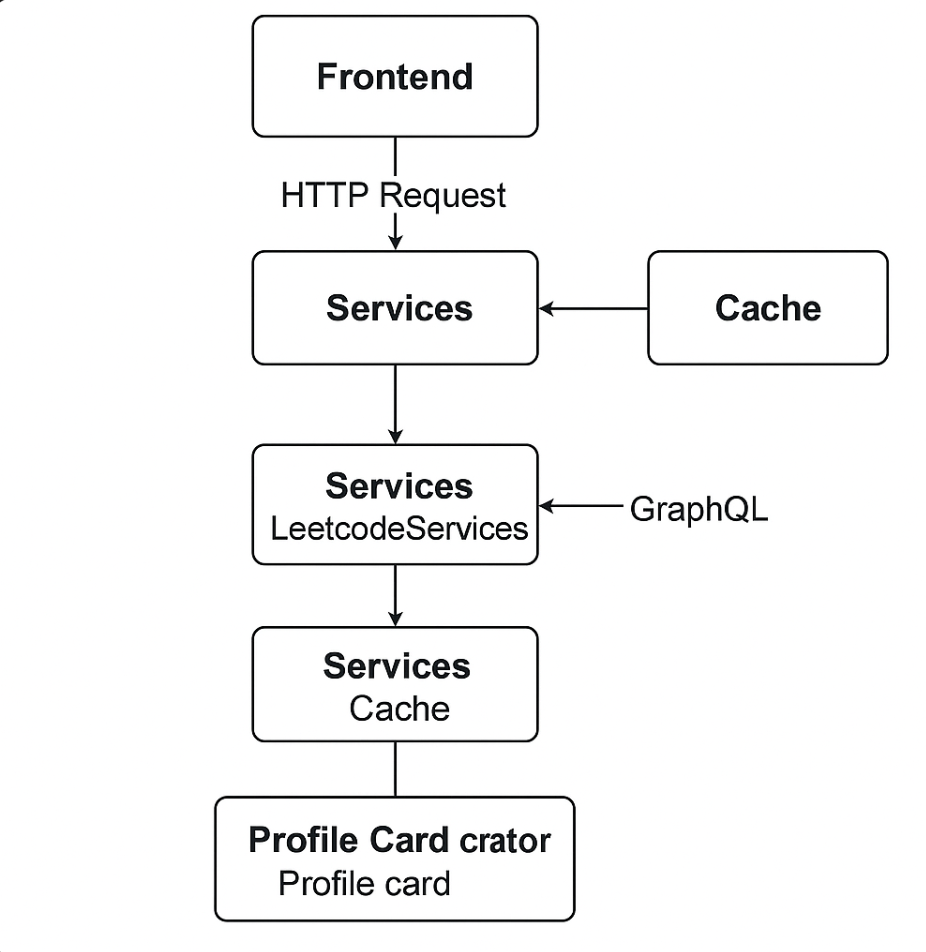 Frontend
HTTP Request
Services
Cache
Services
LeetcodeServices
GraphQL
Services
Cache
Profile Card crator
Profile card